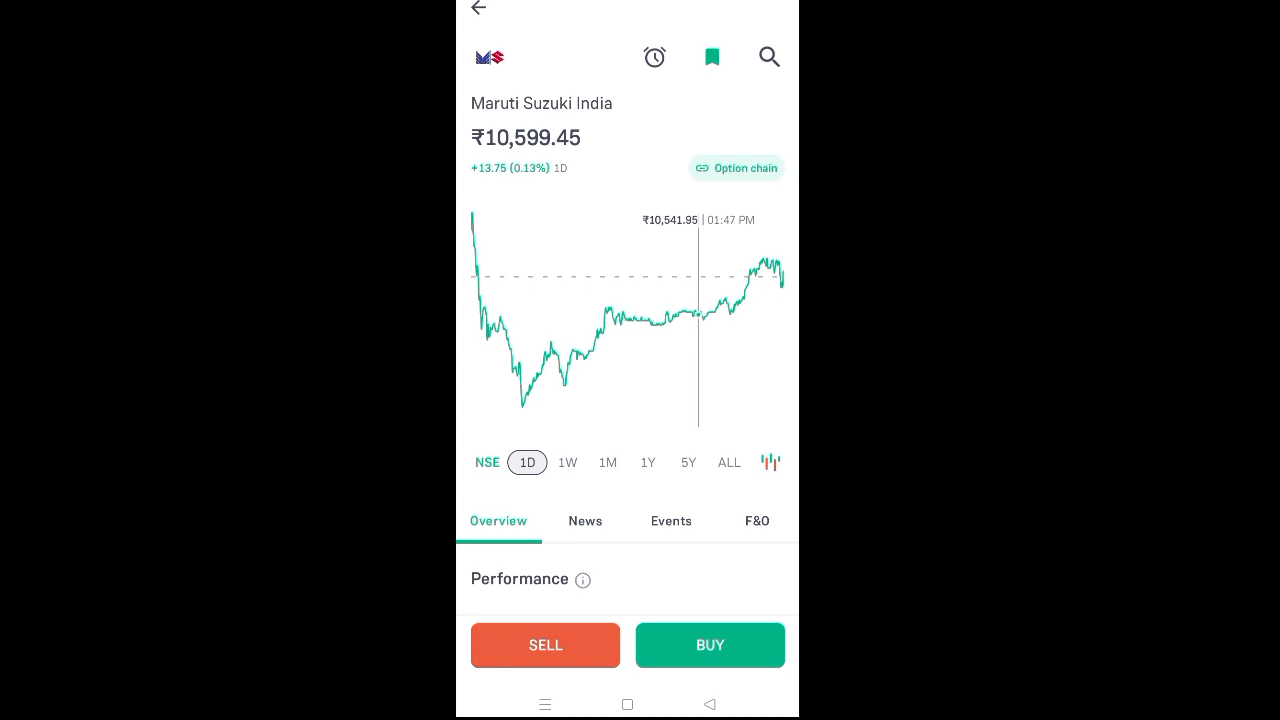 Maruti Suzuki India
₹10,599.45
+13.75 (0.13%) 1D
Option chain
₹10,541.95 | 01:47 PM
NSE 1D 1W 1M 1Y 5Y ALL
Overview News Events F&O
Performance
SELL BUY